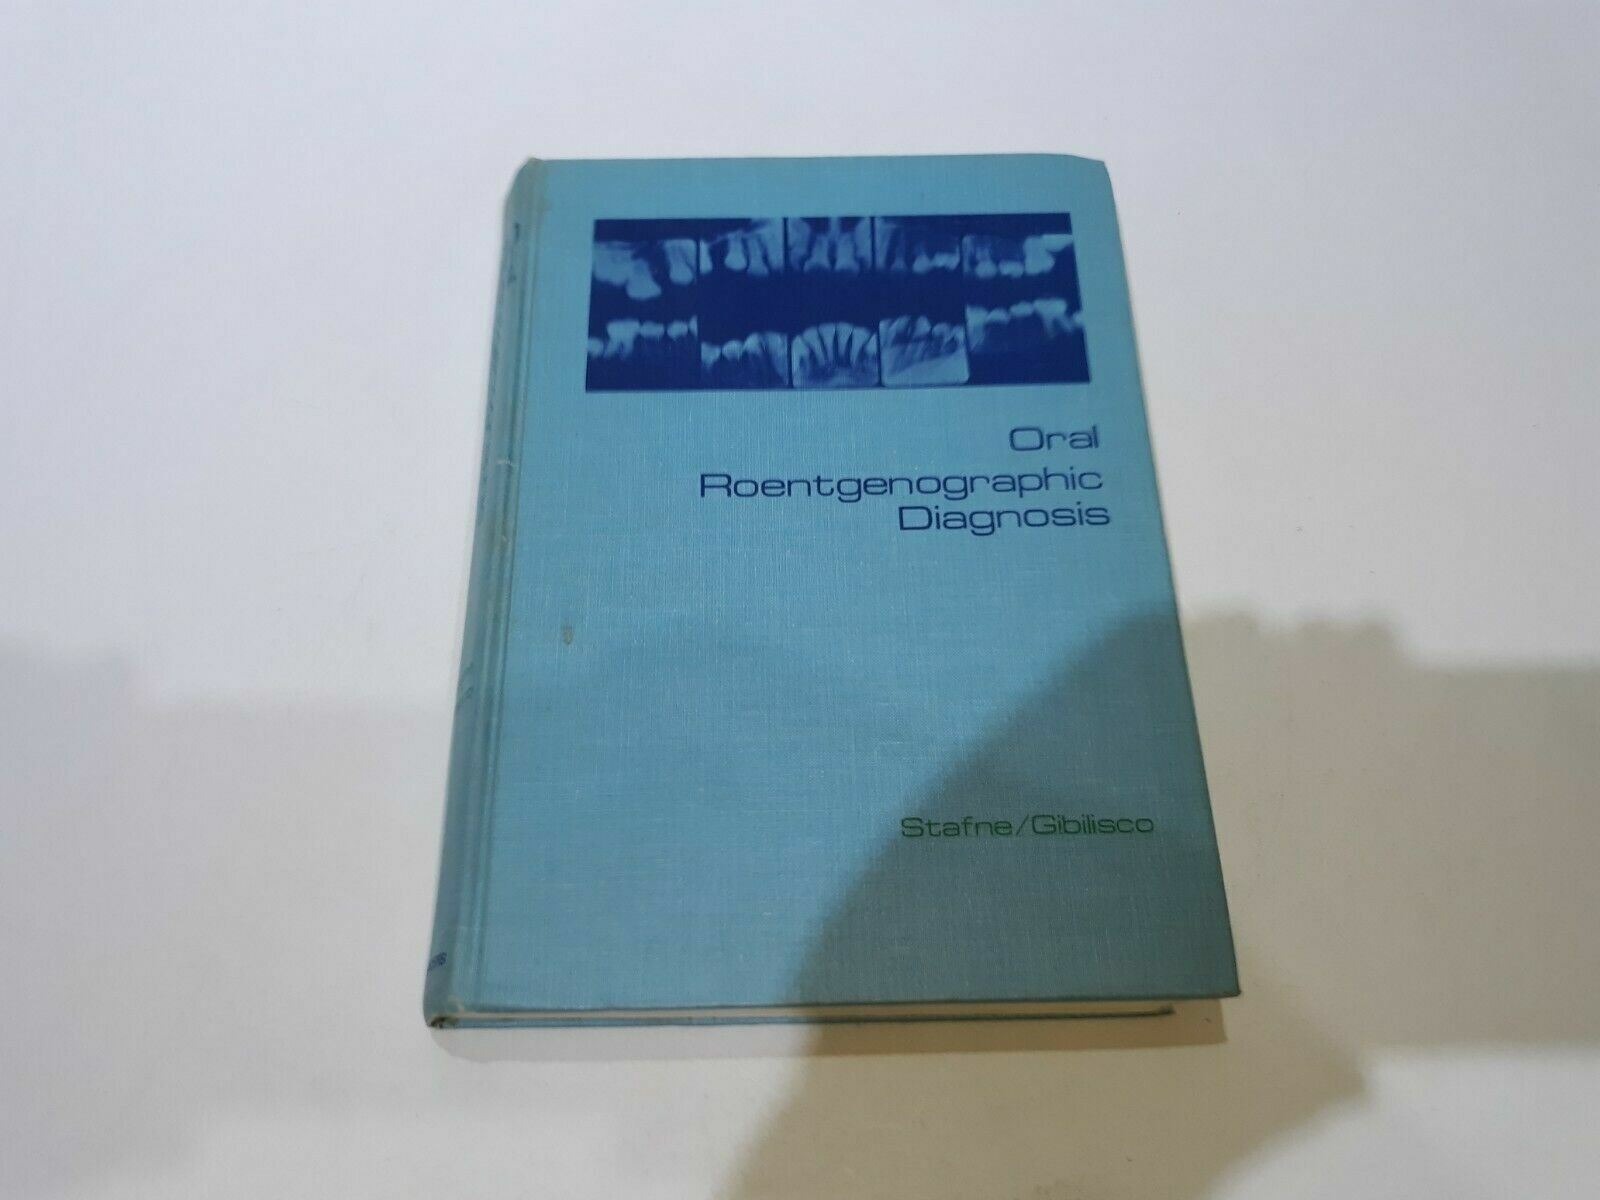 Oral
Roentgenographic
Diagnosis
Stafne/Gibilisco